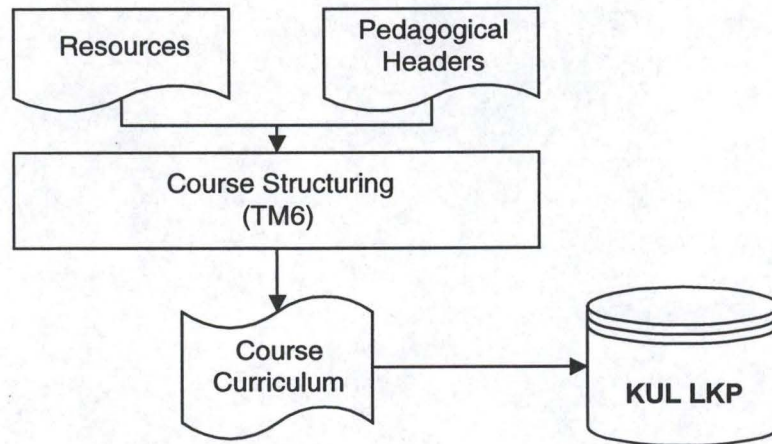 Resources
Pedagogical
Headers
Course Structuring
(TM6)
Course
Curriculum
KUL LKP